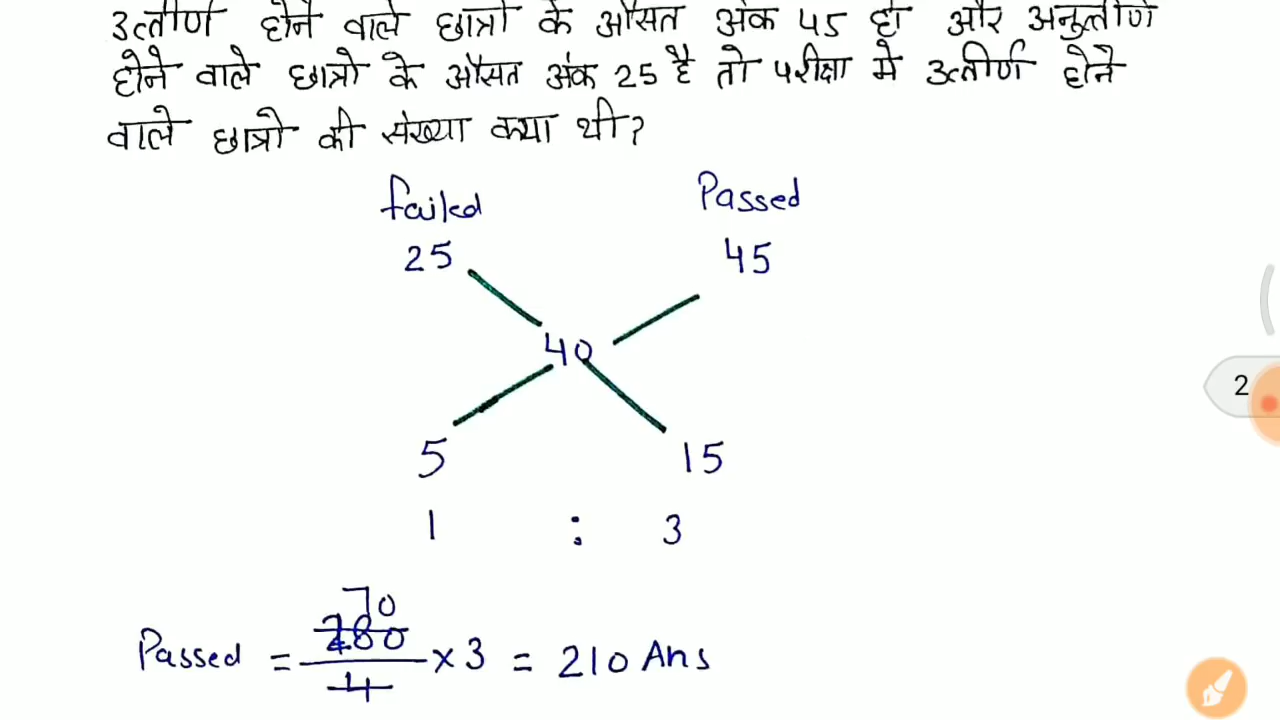 उत्तीर्ण होने वाले छात्रो के औसत अंक 45 हो और अनुत्तीर्ण
होने वाले छात्रो के औसत अंक 25 है तो परीक्षा मे उत्तीर्ण होने
वाले छात्रो की संख्या क्या थी?
failed Passed
25 45
40
5 15
1 : 3
70
Passed = 280/4 × 3 = 210 Ans
2